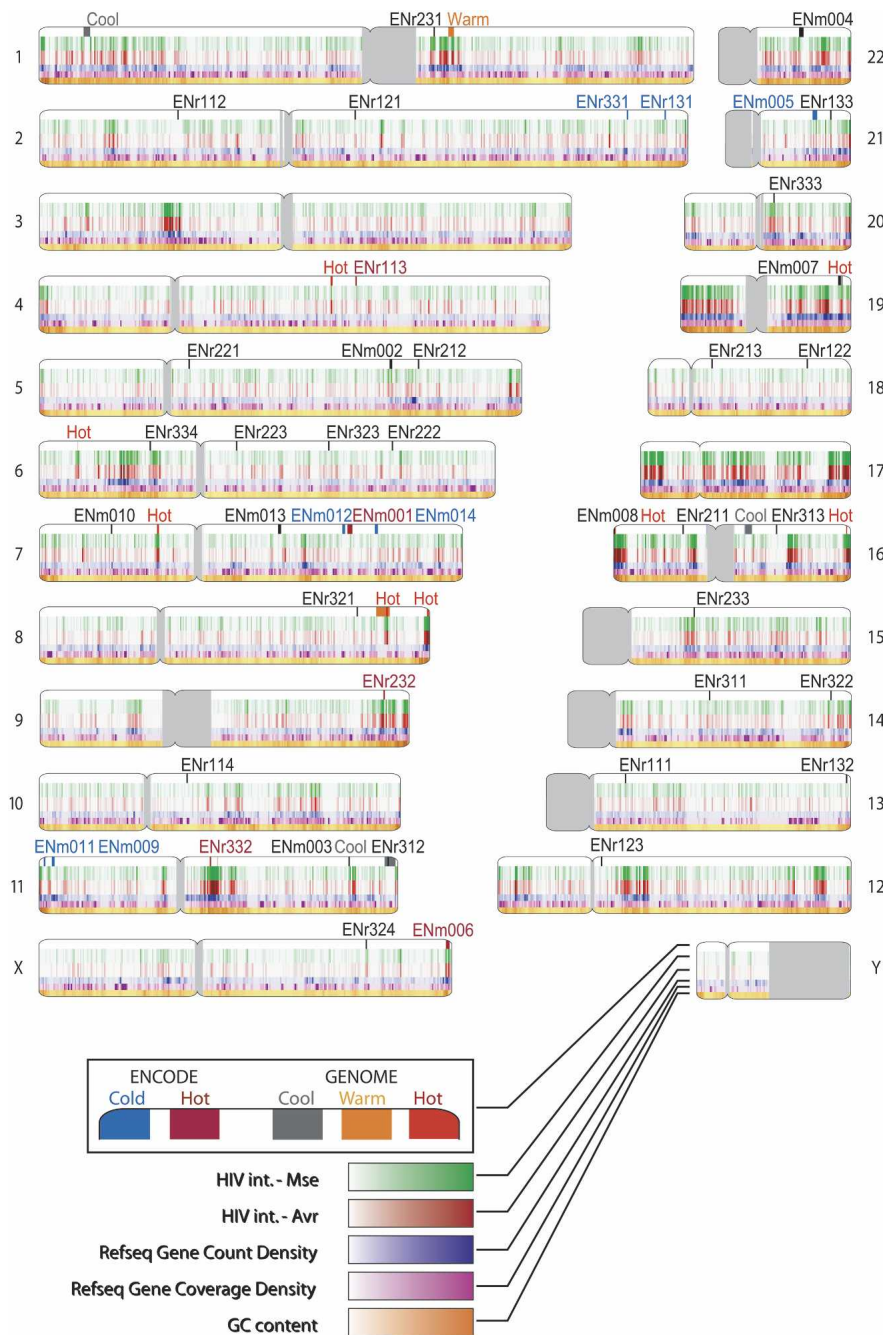 Cool ENr231 Warm ENm004
1 22
ENr112 ENr121 ENr331 ENr131 ENm005 ENr133
2 21
ENr333
3 20
Hot ENr113 ENm007 Hot
4 19
ENr221 ENm002 ENr212 ENr213 ENr122
5 18
Hot ENr334 ENr223 ENr323 ENr222
6 17
ENm010 Hot ENm013 ENm012 ENm001 ENm014 ENm008 Hot ENr211 Cool ENr313 Hot
7 16
ENr321 Hot Hot ENr233
8 15
ENr232 ENr311 ENr322
9 14
ENr114 ENr111 ENr132
10 13
ENm011 ENm009 ENr332 ENm003 Cool ENr312 ENr123
11 12
ENr324 ENm006
X Y
ENCODE GENOME
Cold Hot Cool Warm Hot
HIV int. - Mse
HIV int. - Avr
Refseq Gene Count Density
Refseq Gene Coverage Density
GC content